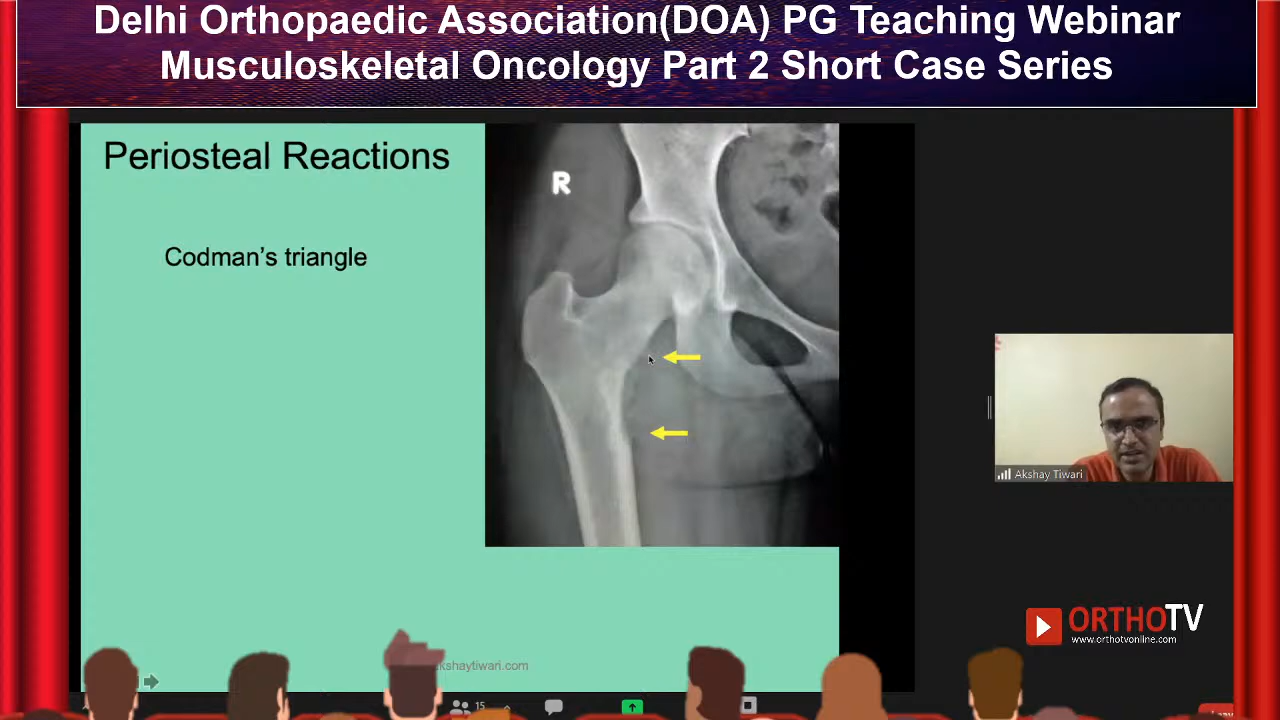 Delhi Orthopaedic Association(DOA) PG Teaching Webinar
Musculoskeletal Oncology Part 2 Short Case Series
Periosteal Reactions
Codman's triangle
R
Akshay Tiwari
ORTHOTV
www.orthotvonline.com
kshaytiwari.com
15